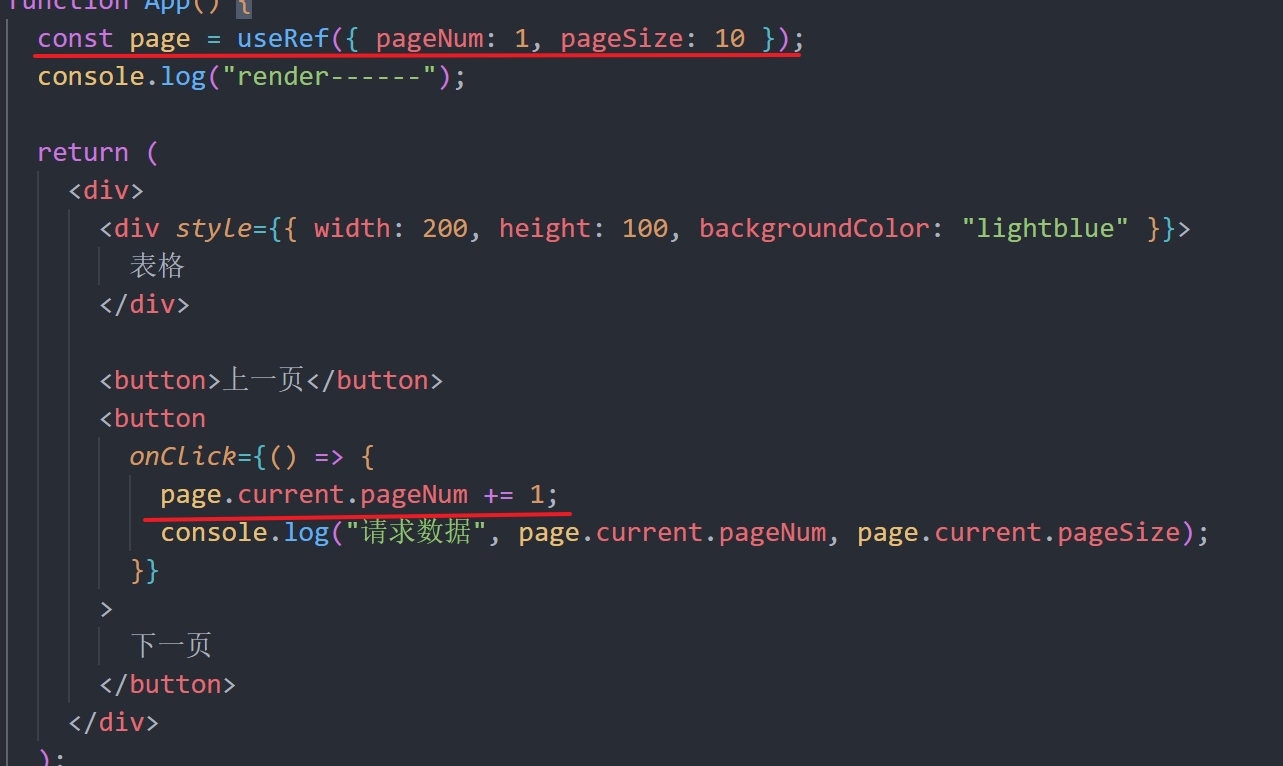 function App() {
const page = useRef({ pageNum: 1, pageSize: 10 });
console.log("render------");
return (
<div>
<div style={{ width: 200, height: 100, backgroundColor: "lightblue" }}>
表格
</div>
<button>上一页</button>
<button
onClick={() => {
page.current.pageNum += 1;
console.log("请求数据", page.current.pageNum, page.current.pageSize);
}}
>
下一页
</button>
</div>
);